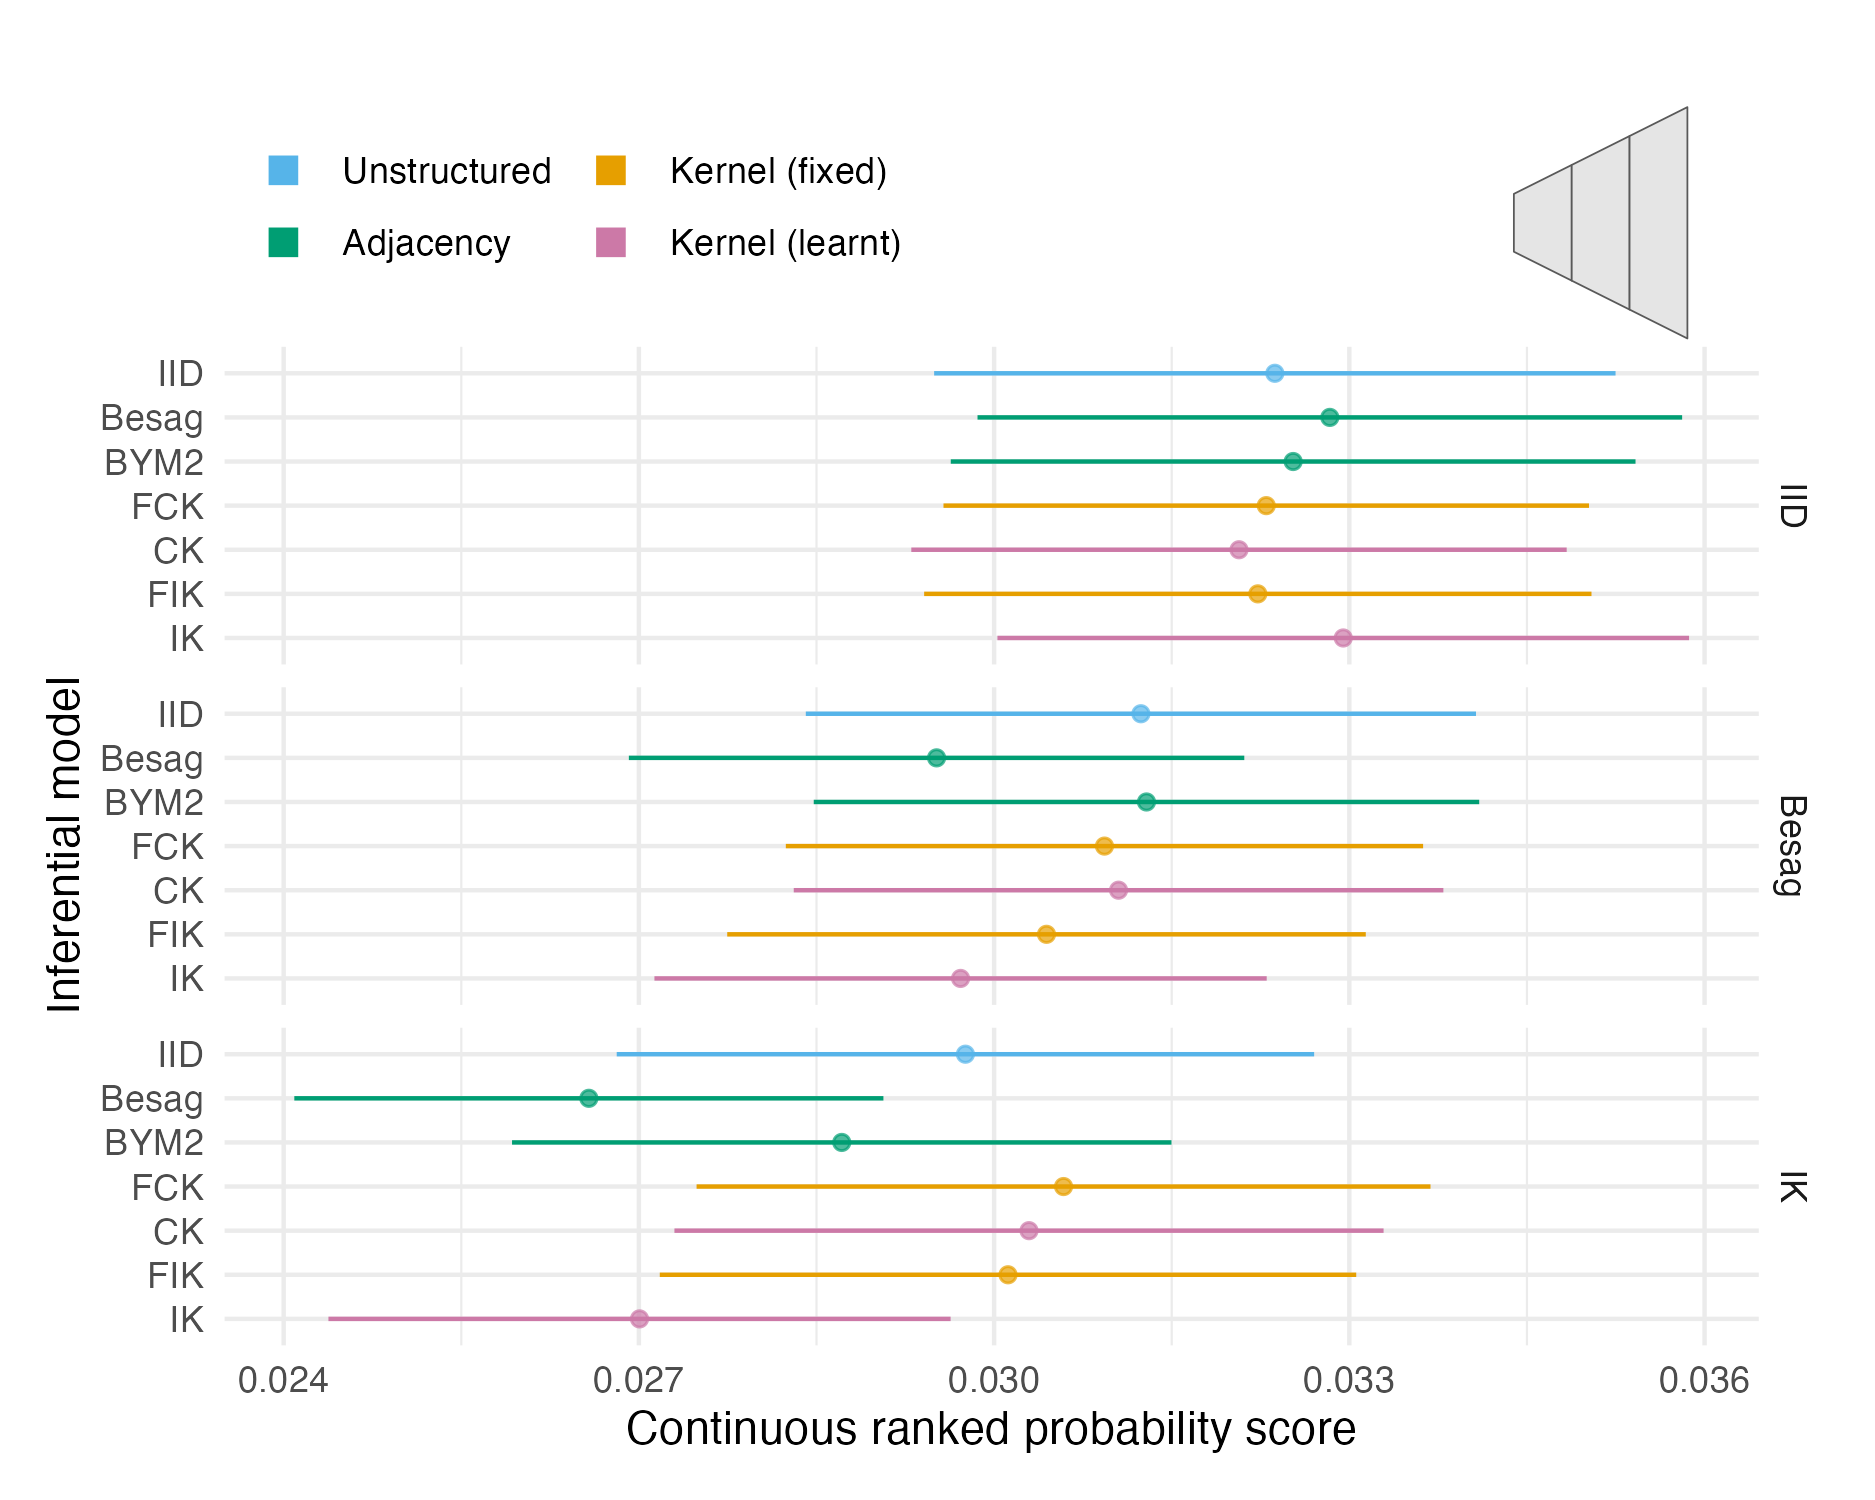 Unstructured
Kernel (fixed)
Adjacency
Kernel (learnt)
Inferential model
IID
Besag
BYM2
FCK
CK
FIK
IK
IID
IID
Besag
BYM2
FCK
CK
FIK
IK
Besag
IID
Besag
BYM2
FCK
CK
FIK
IK
IK
0.024 0.027 0.030 0.033 0.036
Continuous ranked probability score